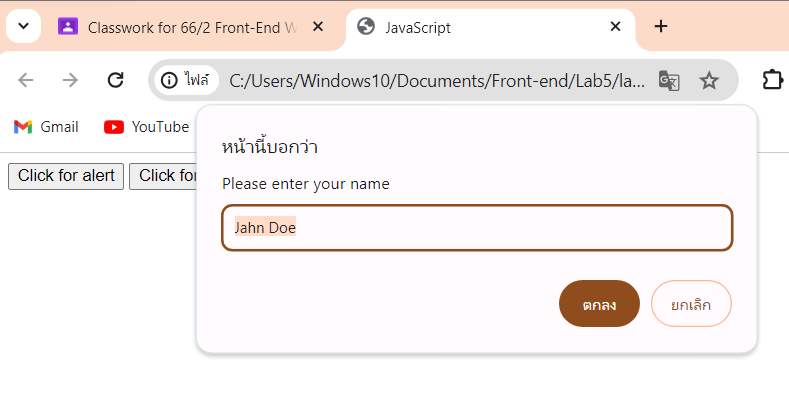 Classwork for 66/2 Front-End W
JavaScript
ไฟล์ C:/Users/Windows10/Documents/Front-end/Lab5/la...
Gmail YouTube
หน้านี้บอกว่า
Click for alert Click for
Please enter your name
Jahn Doe
ตกลง ยกเลิก